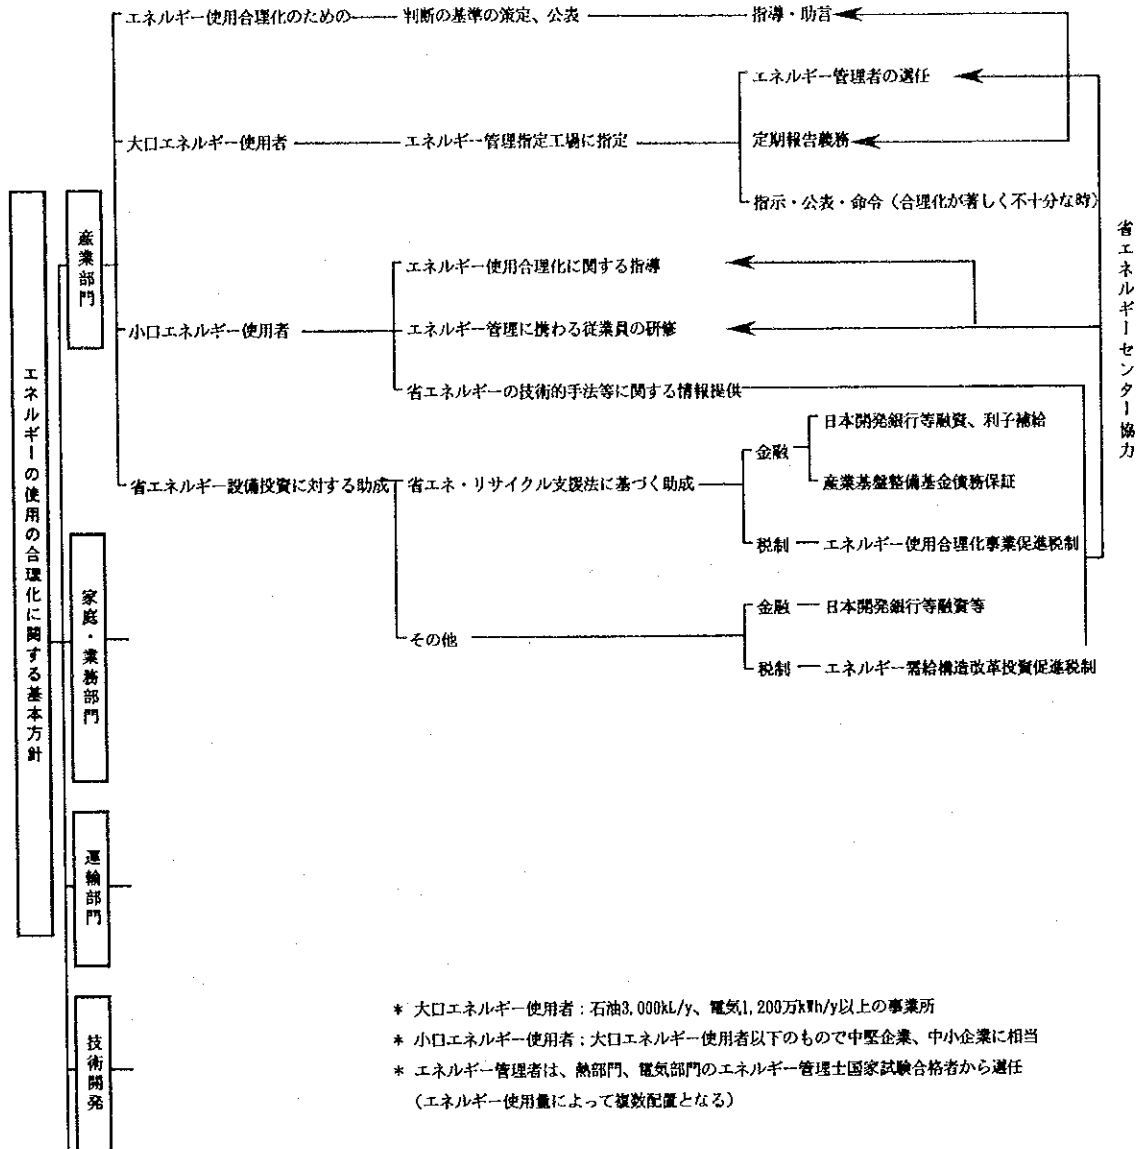 エネルギー使用合理化のための 判断の基準の策定、公表 指導・助言
エネルギー管理者の選任
大口エネルギー使用者 エネルギー管理指定工場に指定 定期報告義務
指示・公表・命令（合理化が著しく不十分な時）
産業部門
エネルギー使用合理化に関する指導
小口エネルギー使用者 エネルギー管理に携わる従業員の研修
省エネルギーの技術的手法等に関する情報提供
省エネルギーセンター協力
日本開発銀行等融資、利子補給
金融
省エネルギー設備投資に対する助成 省エネ・リサイクル支援法に基づく助成
産業基盤整備基金債務保証
税制 エネルギー使用合理化事業促進税制
エネルギーの使用の合理化に関する基本方針
家庭・業務部門
金融 日本開発銀行等融資等
その他
税制 エネルギー需給構造改革投資促進税制
運輸部門
技術開発
* 大口エネルギー使用者：石油3,000kL/y、電気1,200万kWh/y以上の事業所
* 小口エネルギー使用者：大口エネルギー使用者以下のもので中堅企業、中小企業に相当
* エネルギー管理者は、熱部門、電気部門のエネルギー管理士国家試験合格者から選任
（エネルギー使用量によって複数配置となる）